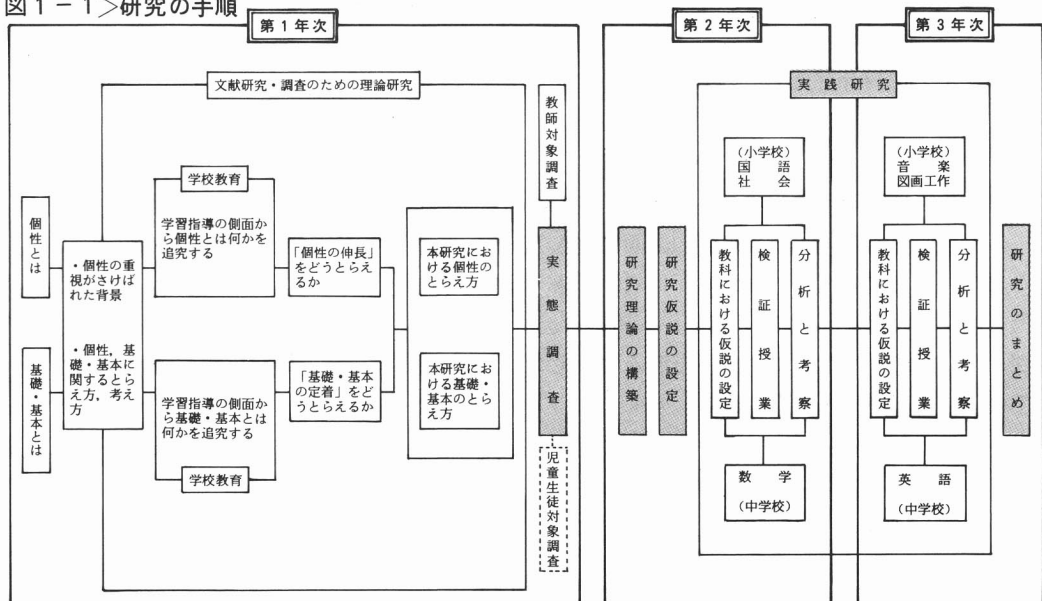 図1－1＞研究の手順
第1年次
文献研究・調査のための理論研究
個性とは
基礎・基本とは
・個性の重
視がさけば
れた背景
・個性，基
礎・基本に
関するとら
え方，考え
方
学校教育
学習指導の側面か
ら個性とは何かを
追究する
学習指導の側面か
ら基礎・基本とは
何かを追究する
学校教育
「個性の伸長」
をどうとらえ
るか
「基礎・基本
の定着」をど
うとらえるか
本研究にお
ける個性の
とらえ方
本研究にお
ける基礎・
基本のとら
え方
教師対象調査
実態調査
児童生徒対象調査
第2年次
研究理論の構築
研究仮説の設定
実践研究
（小学校）
国語
社会
教科における仮説の設定
検証授業
分析と考察
数学
（中学校）
第3年次
（小学校）
音楽
図画工作
教科における仮説の設定
検証授業
分析と考察
英語
（中学校）
研究のまとめ